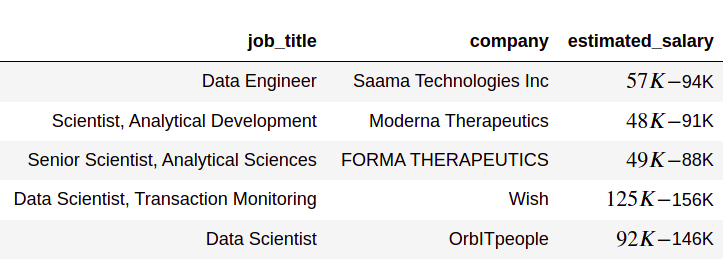 job_title company estimated_salary
Data Engineer Saama Technologies Inc 57K−94K
Scientist, Analytical Development Moderna Therapeutics 48K−91K
Senior Scientist, Analytical Sciences FORMA THERAPEUTICS 49K−88K
Data Scientist, Transaction Monitoring Wish 125K−156K
Data Scientist OrbITpeople 92K−146K